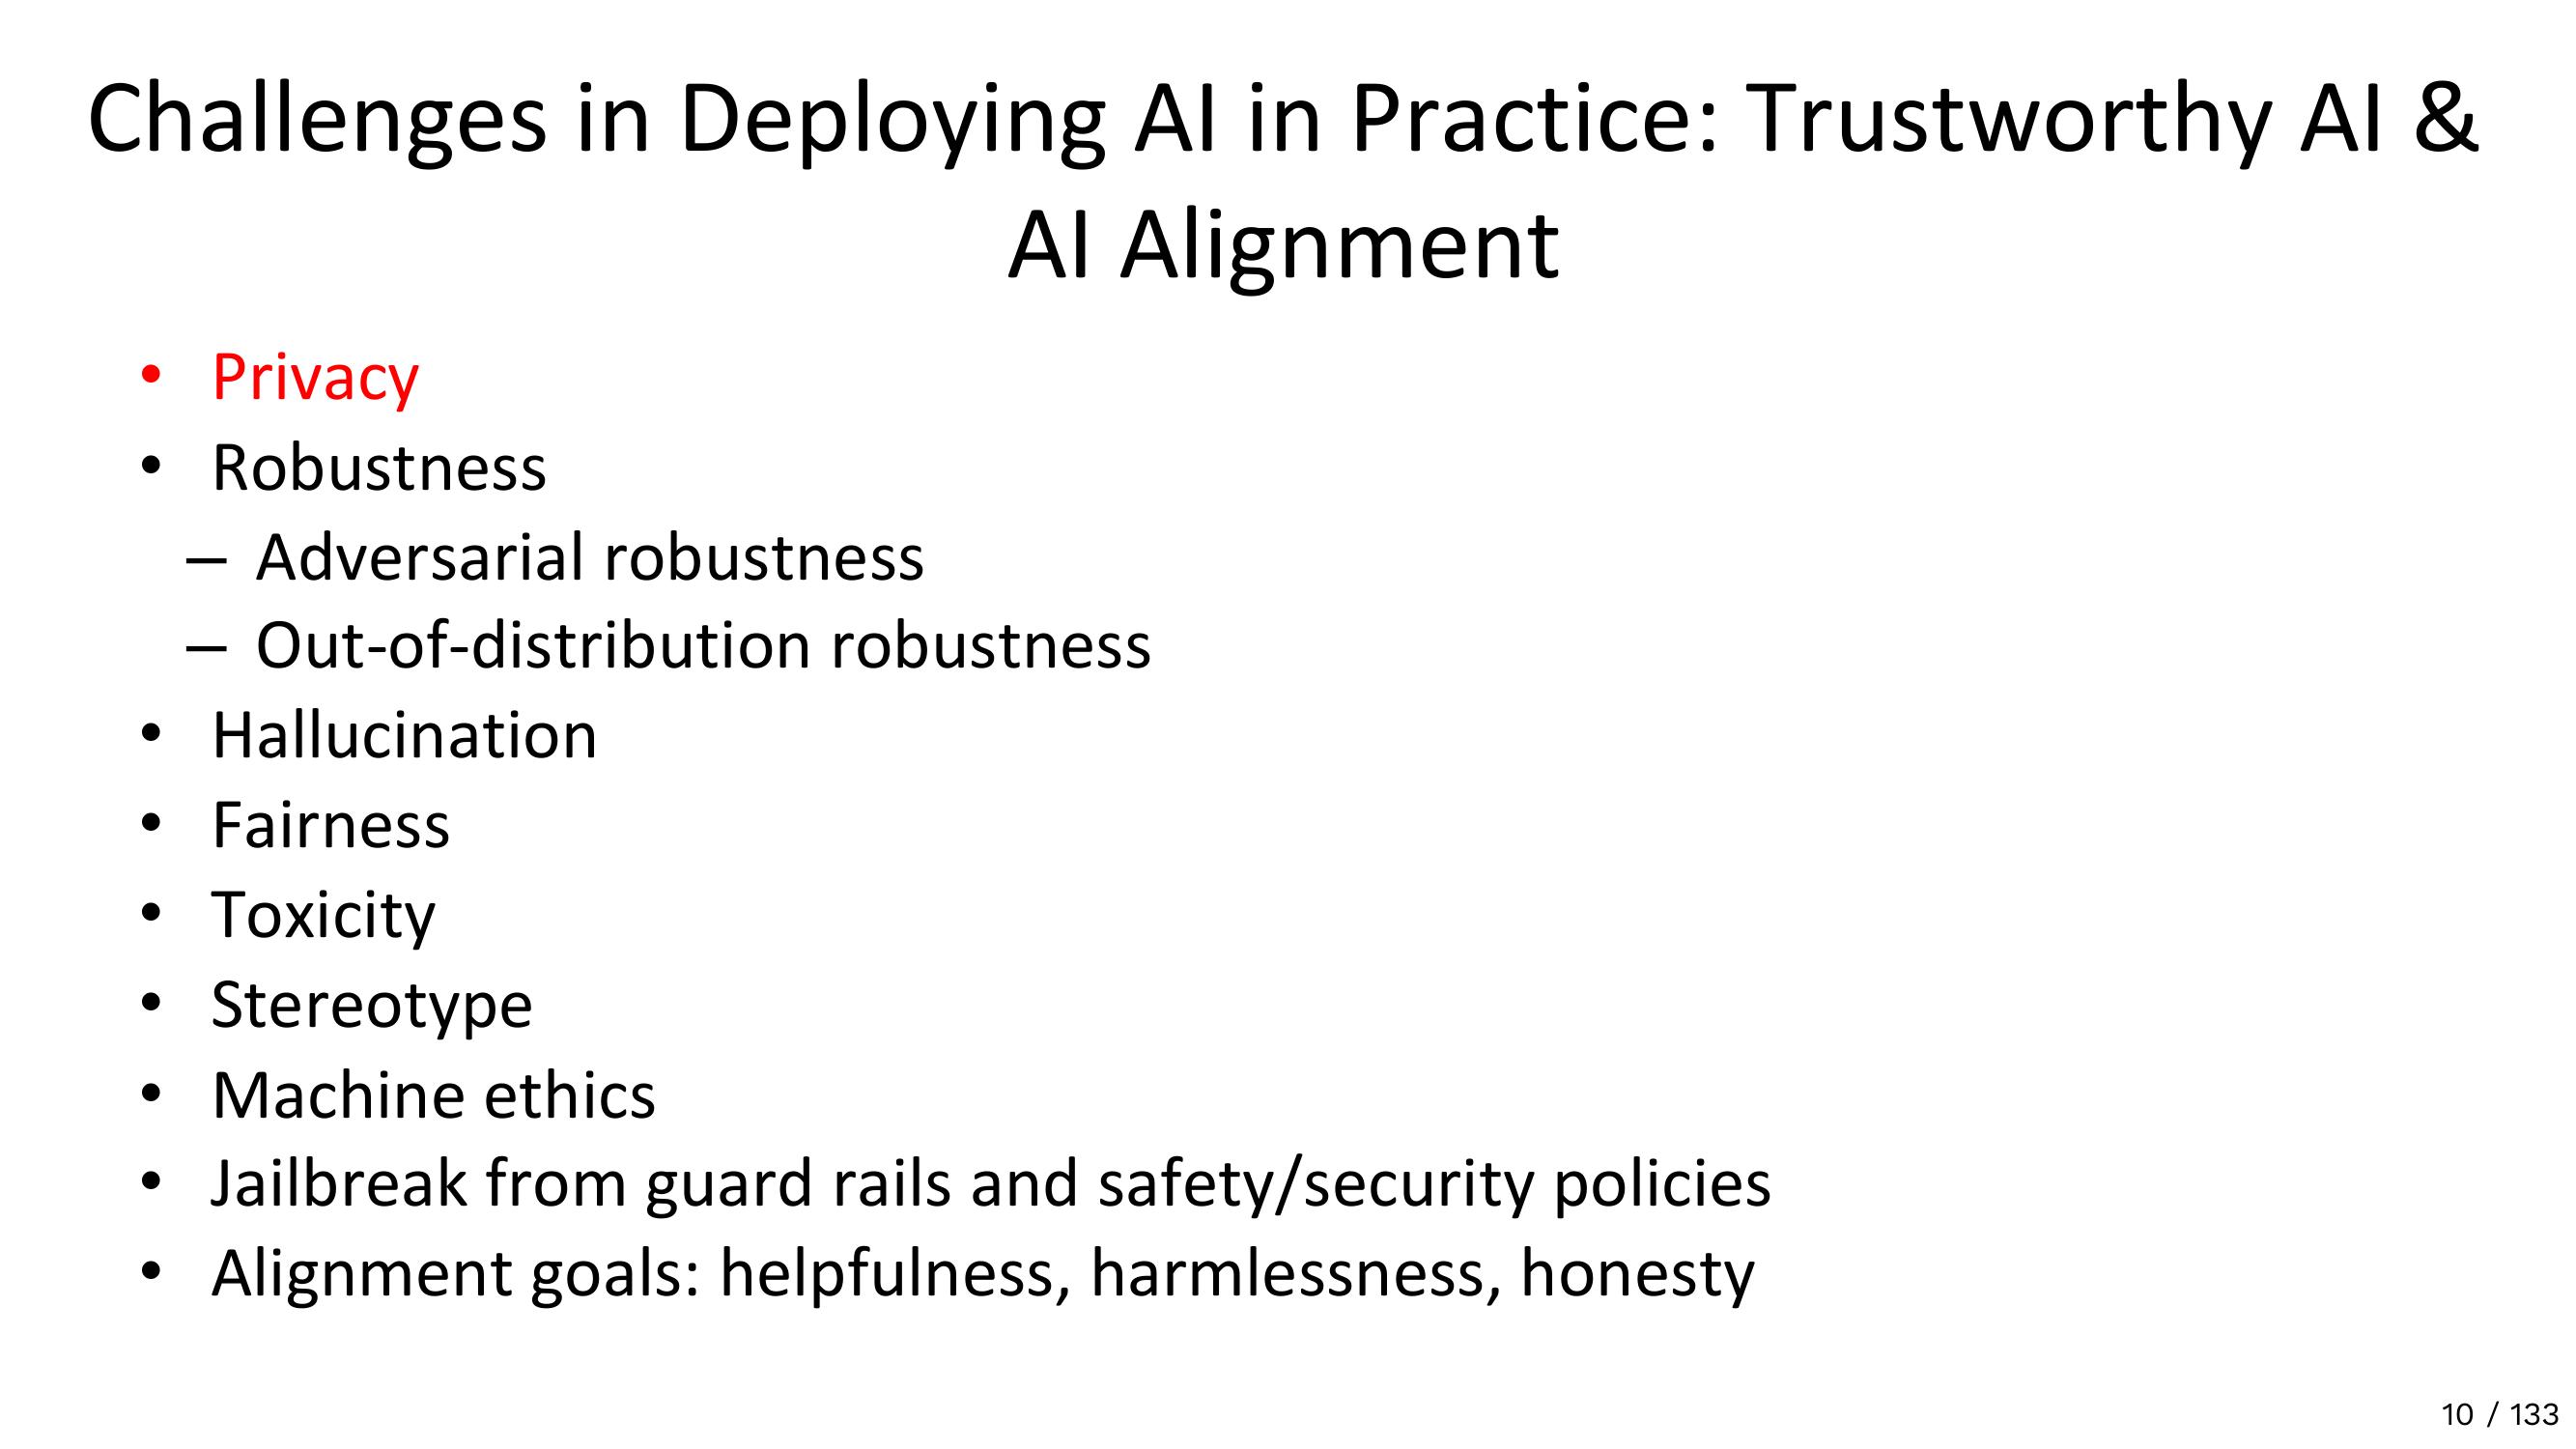 Challenges in Deploying AI in Practice: Trustworthy AI &
AI Alignment
• Privacy
• Robustness
– Adversarial robustness
– Out-of-distribution robustness
• Hallucination
• Fairness
• Toxicity
• Stereotype
• Machine ethics
• Jailbreak from guard rails and safety/security policies
• Alignment goals: helpfulness, harmlessness, honesty
10 / 133